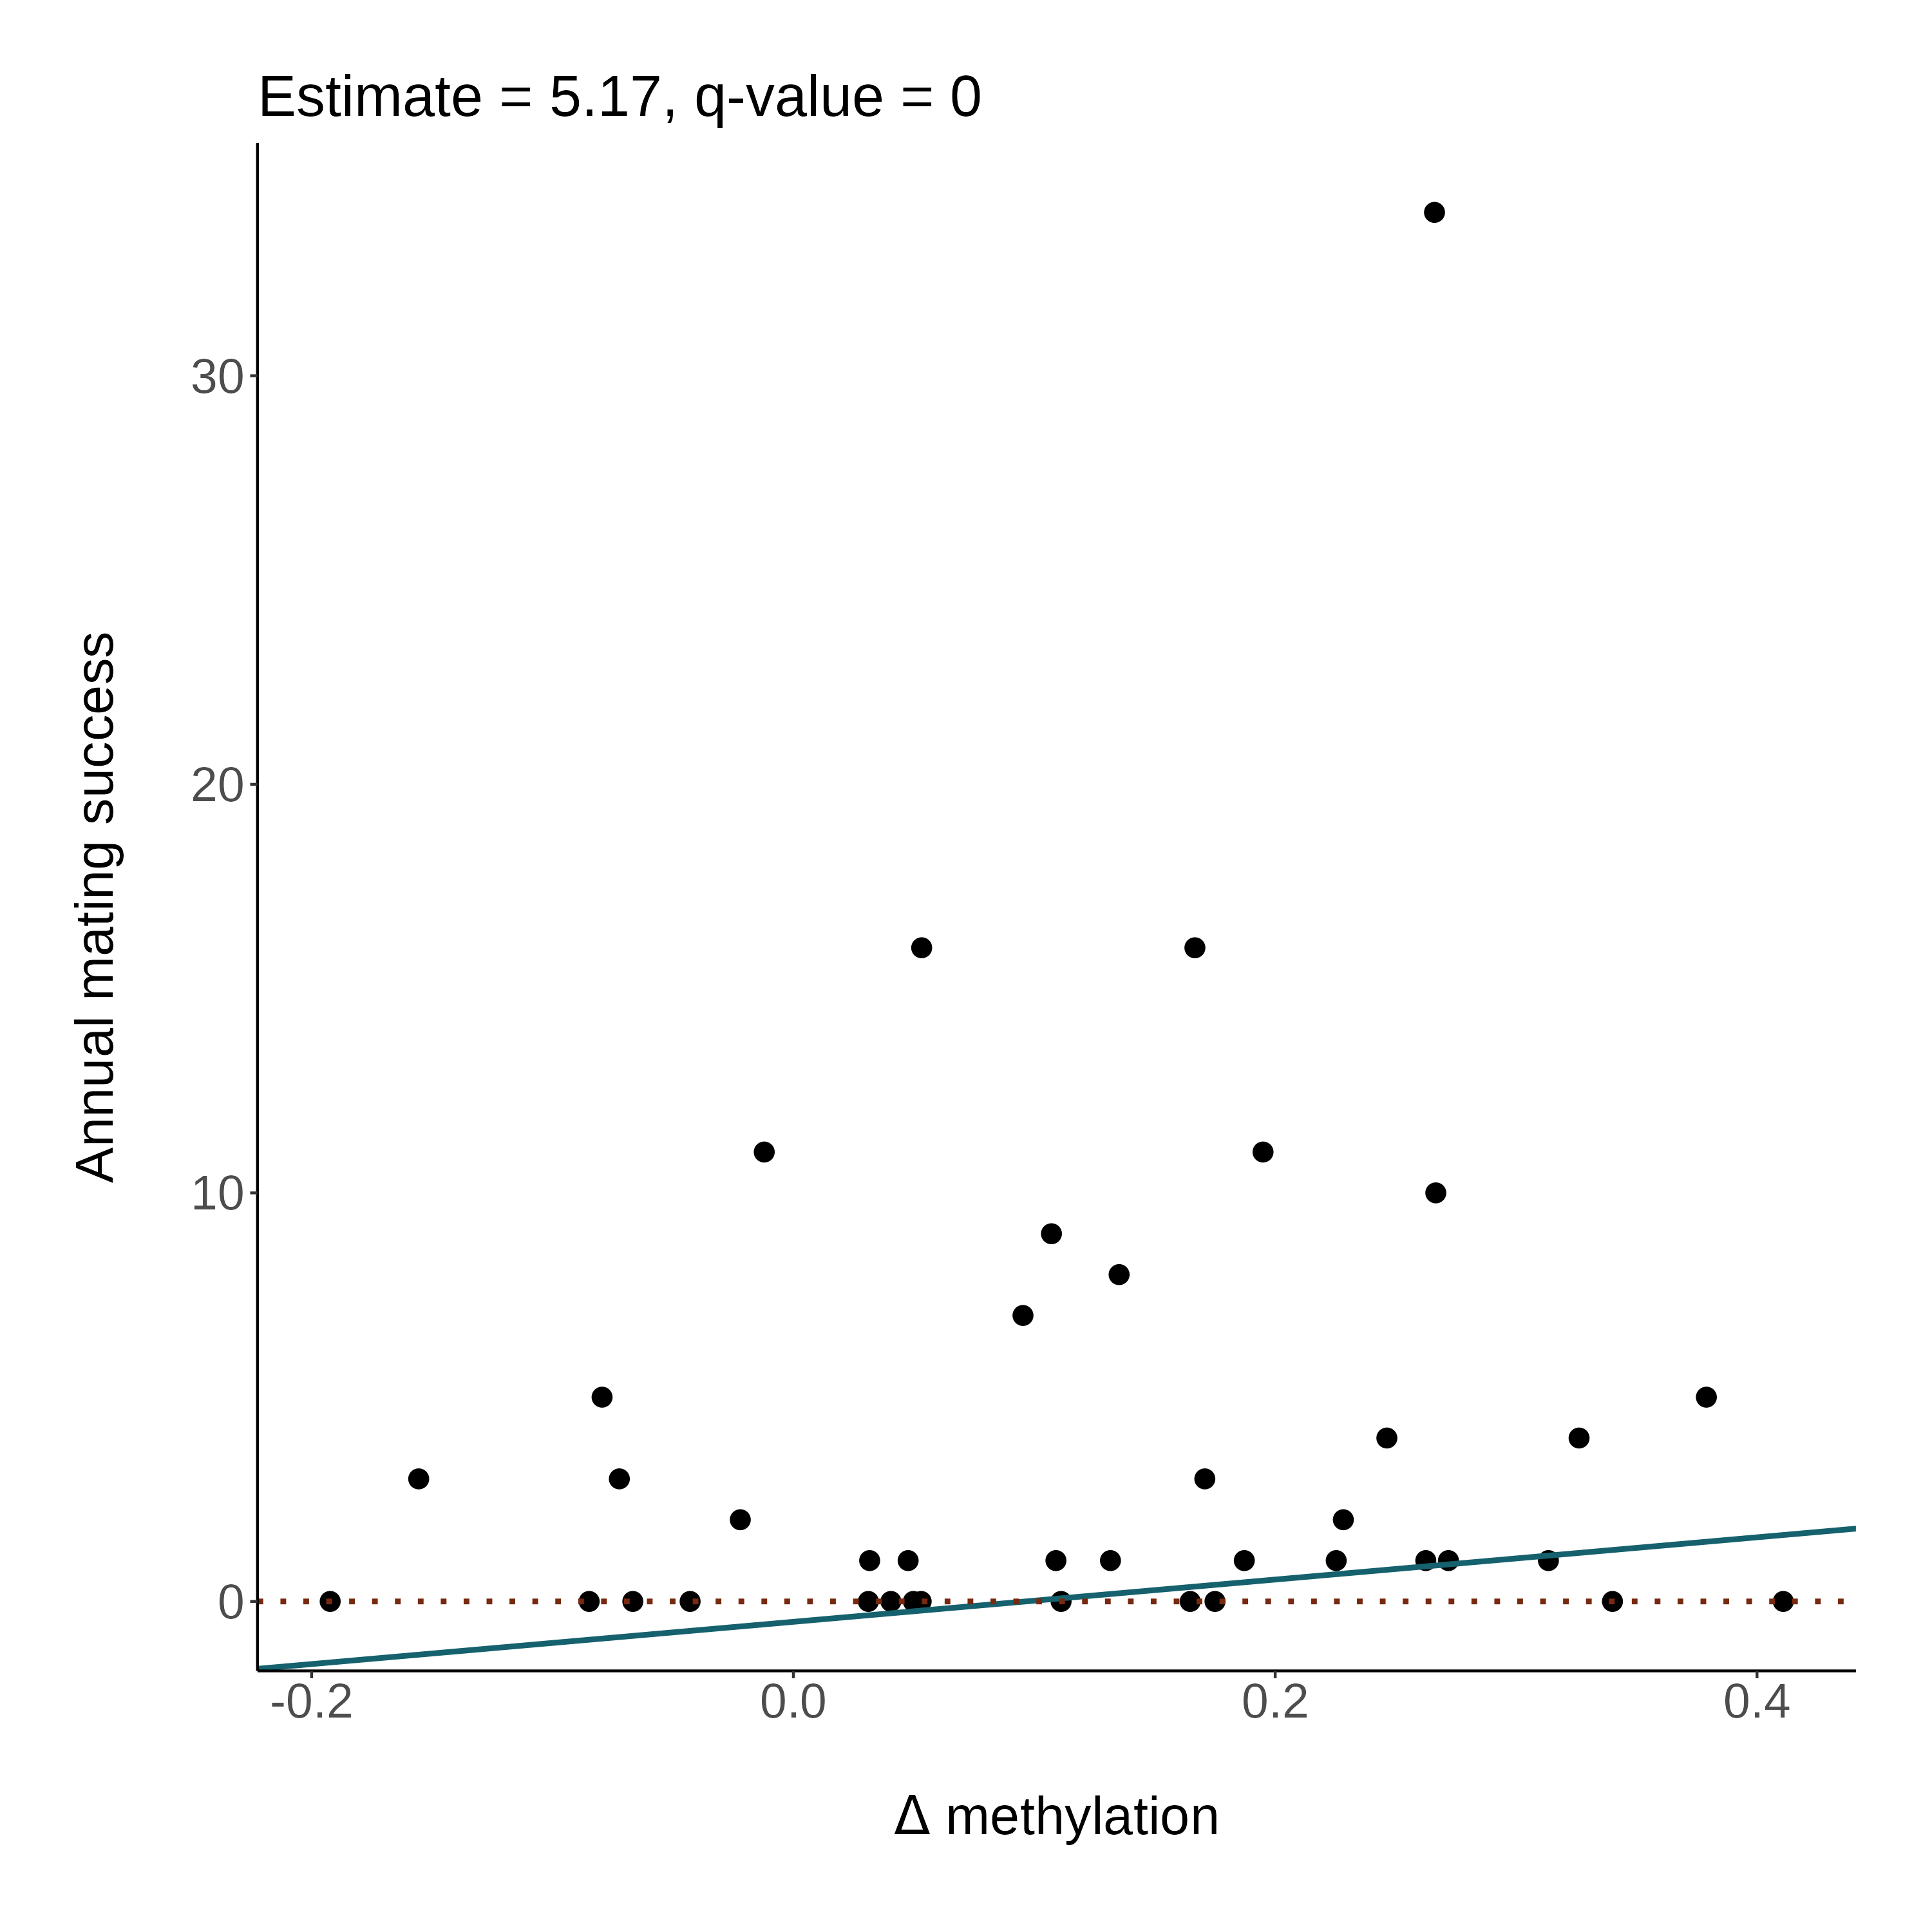 Estimate = 5.17, q-value = 0
30
20
10
0
Annual mating success
-0.2
0.0
0.2
0.4
Δ methylation